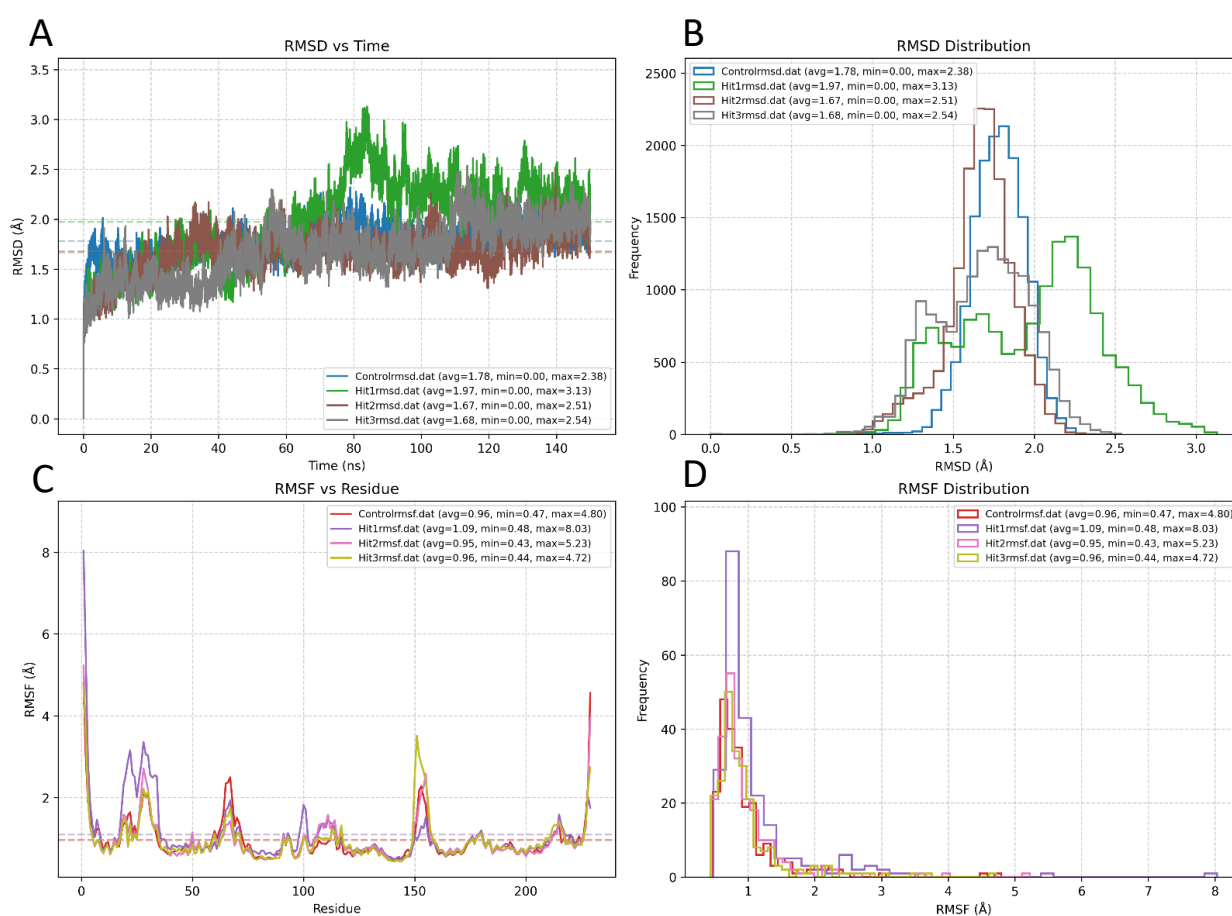 A
RMSD vs Time
3.5
3.0
2.5
2.0
1.5
1.0
0.5
0.0
RMSD (Å)
Controlrmsd.dat (avg=1.78, min=0.00, max=2.38)
Hit1rmsd.dat (avg=1.97, min=0.00, max=3.13)
Hit2rmsd.dat (avg=1.67, min=0.00, max=2.51)
Hit3rmsd.dat (avg=1.68, min=0.00, max=2.54)
0 20 40 60 80 100 120 140
Time (ns)
B
RMSD Distribution
Controlrmsd.dat (avg=1.78, min=0.00, max=2.38)
Hit1rmsd.dat (avg=1.97, min=0.00, max=3.13)
Hit2rmsd.dat (avg=1.67, min=0.00, max=2.51)
Hit3rmsd.dat (avg=1.68, min=0.00, max=2.54)
2500
2000
1500
1000
500
0
Frequency
0.0 0.5 1.0 1.5 2.0 2.5 3.0
RMSD (Å)
C
RMSF vs Residue
Controlrmsf.dat (avg=0.96, min=0.47, max=4.80)
Hit1rmsf.dat (avg=1.09, min=0.48, max=8.03)
Hit2rmsf.dat (avg=0.95, min=0.43, max=5.23)
Hit3rmsf.dat (avg=0.96, min=0.44, max=4.72)
8
6
4
2
0
RMSF (Å)
0 50 100 150 200
Residue
D
RMSF Distribution
Controlrmsf.dat (avg=0.96, min=0.47, max=4.80)
Hit1rmsf.dat (avg=1.09, min=0.48, max=8.03)
Hit2rmsf.dat (avg=0.95, min=0.43, max=5.23)
Hit3rmsf.dat (avg=0.96, min=0.44, max=4.72)
100
80
60
40
20
0
Frequency
1 2 3 4 5 6 7 8
RMSF (Å)